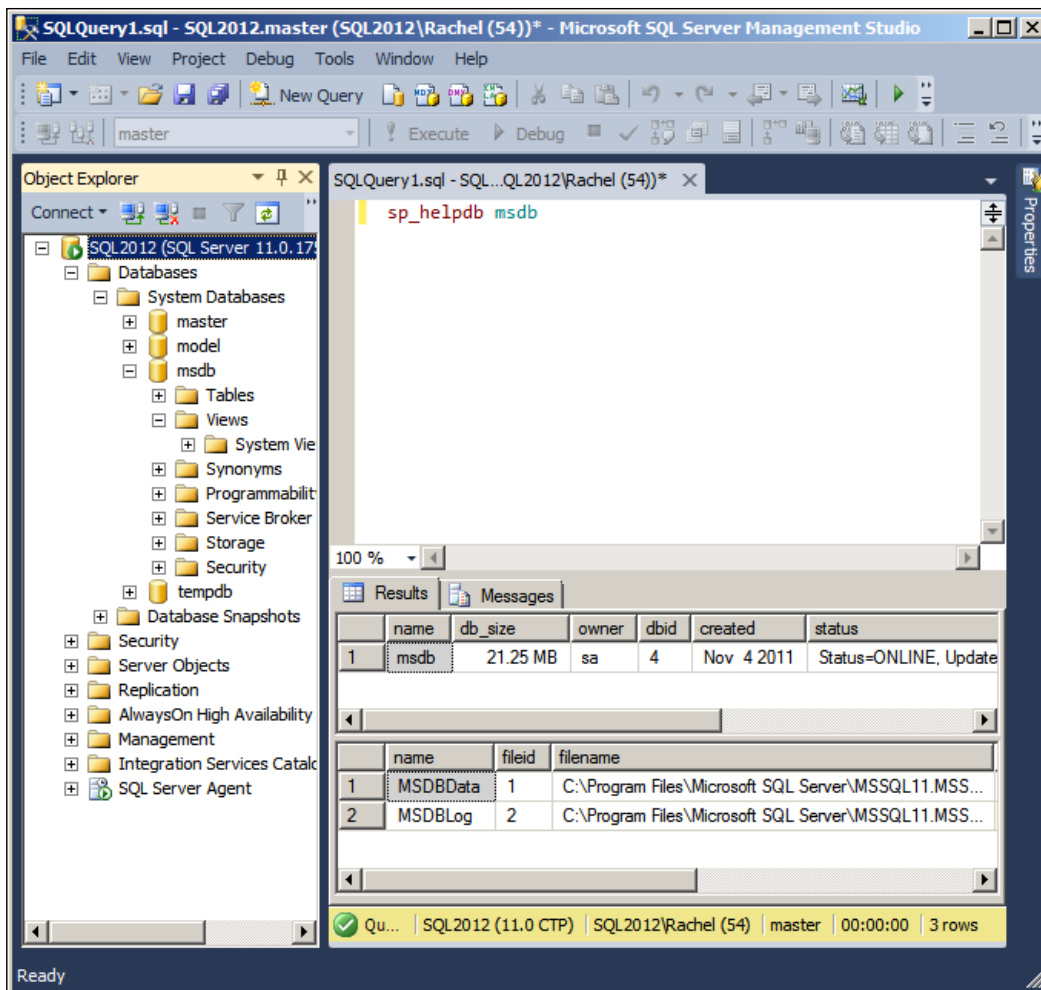 SQLQuery1.sql - SQL2012.master (SQL2012\Rachel (54))* - Microsoft SQL Server Management Studio
File Edit View Project Debug Tools Window Help
New Query
master Execute Debug
Object Explorer
Connect
SQL2012 (SQL Server 11.0.175
Databases
System Databases
master
model
msdb
Tables
Views
System Vie
Synonyms
Programmabilit
Service Broker
Storage
Security
tempdb
Database Snapshots
Security
Server Objects
Replication
AlwaysOn High Availability
Management
Integration Services Catalo
SQL Server Agent
SQLQuery1.sql - SQL...QL2012\Rachel (54))*
sp_helpdb msdb
100 %
Results Messages
name db_size owner dbid created status
1 msdb 21.25 MB sa 4 Nov 4 2011 Status=ONLINE, Update
name fileid filename
1 MSDBData 1 C:\Program Files\Microsoft SQL Server\MSSQL11.MSS...
2 MSDBLog 2 C:\Program Files\Microsoft SQL Server\MSSQL11.MSS...
Qu... SQL2012 (11.0 CTP) SQL2012\Rachel (54) master 00:00:00 3 rows
Properties
Ready